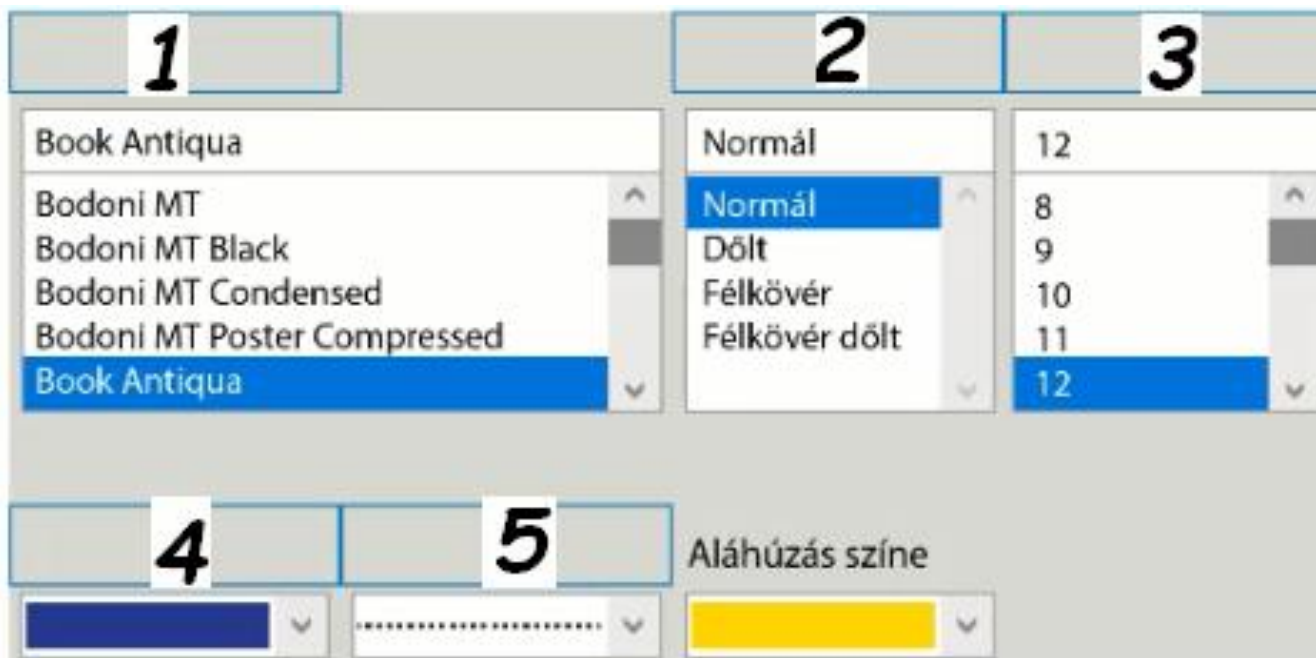 1 2 3
Book Antiqua Normál 12
Bodoni MT Normál 8
Bodoni MT Black Dőlt 9
Bodoni MT Condensed Félkövér 10
Bodoni MT Poster Compressed Félkövér dőlt 11
Book Antiqua 12
4 5 Aláhúzás színe